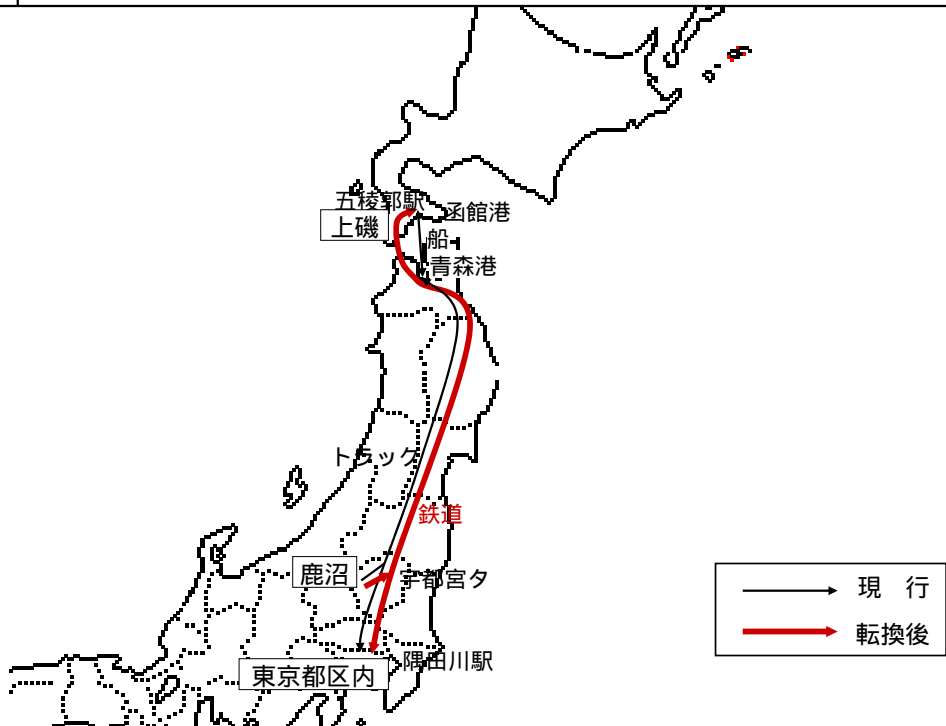 五稜郭駅
函館港
上磯
船
青森港
トラック
鉄道
鹿沼
宇都宮タ
現　行
転換後
隅田川駅
東京都区内